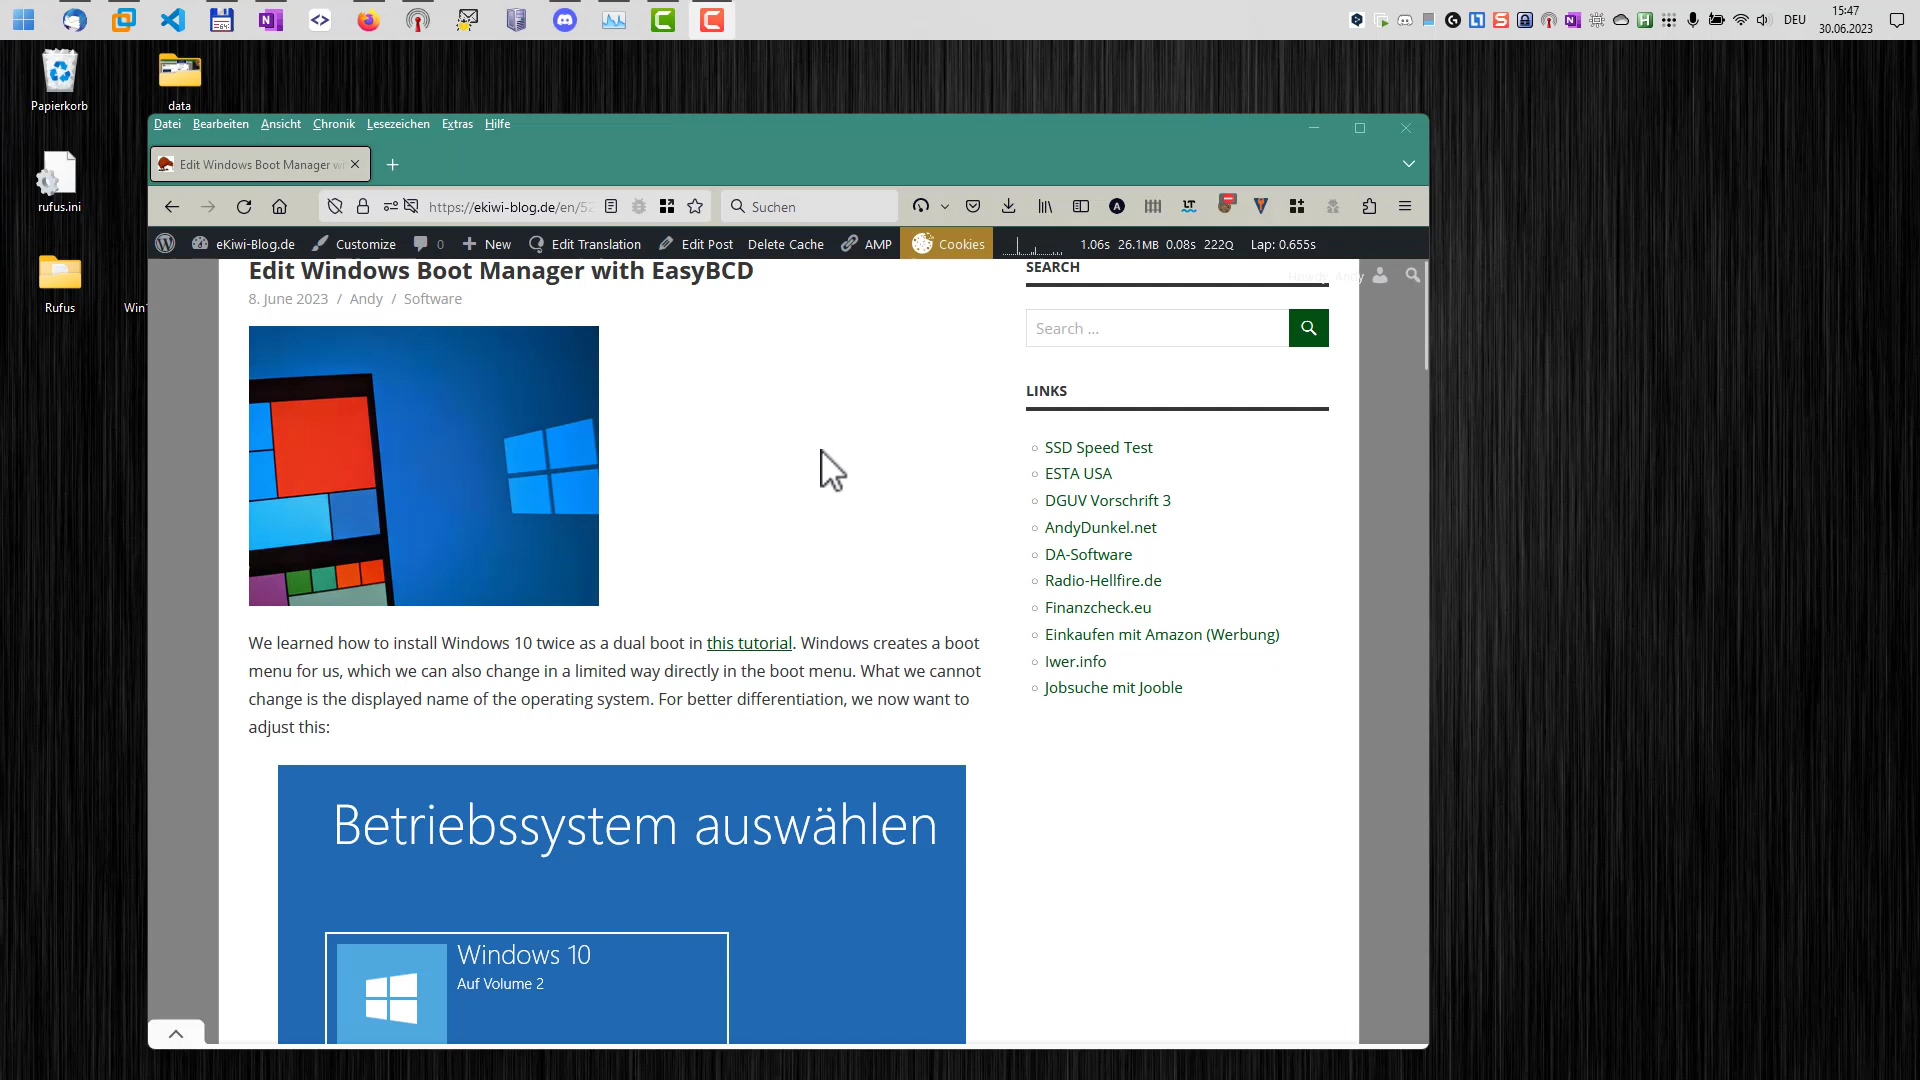 15:47
DEU
30.06.2023
Papierkorb
data
rufus.ini
Rufus
Datei Bearbeiten Ansicht Chronik Lesezeichen Extras Hilfe
Edit Windows Boot Manager
https://ekiwi-blog.de/en/52
Suchen
eKiwi-Blog.de Customize 0 New Edit Translation Edit Post Delete Cache AMP Cookies 1.06s 26.1MB 0.08s 222Q Lap: 0.655s
Howdy, Andy
Edit Windows Boot Manager with EasyBCD
8. June 2023 / Andy / Software
We learned how to install Windows 10 twice as a dual boot in this tutorial. Windows creates a boot
menu for us, which we can also change in a limited way directly in the boot menu. What we cannot
change is the displayed name of the operating system. For better differentiation, we now want to
adjust this:
Betriebssystem auswählen
Windows 10
Auf Volume 2
SEARCH
Search ...
LINKS
SSD Speed Test
ESTA USA
DGUV Vorschrift 3
AndyDunkel.net
DA-Software
Radio-Hellfire.de
Finanzcheck.eu
Einkaufen mit Amazon (Werbung)
Iwer.info
Jobsuche mit Jooble